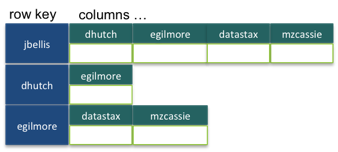 row key columns ...
jbellis dhutch egilmore datastax mzcassie
dhutch egilmore
egilmore datastax mzcassie